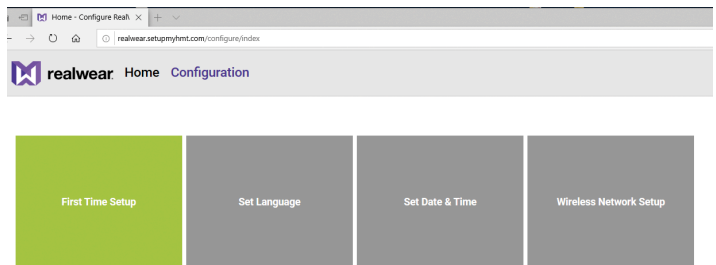 Home - Configure Real
realwear.setupmyhmt.com/configure/index
realwear Home Configuration
First Time Setup
Set Language
Set Date & Time
Wireless Network Setup